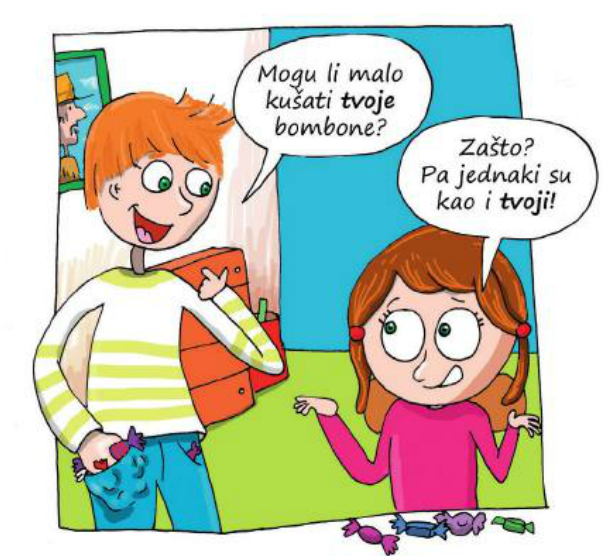 Mogu li malo
kušati tvoje
bombone?
Zašto?
Pa jednaki su
kao i tvoji!